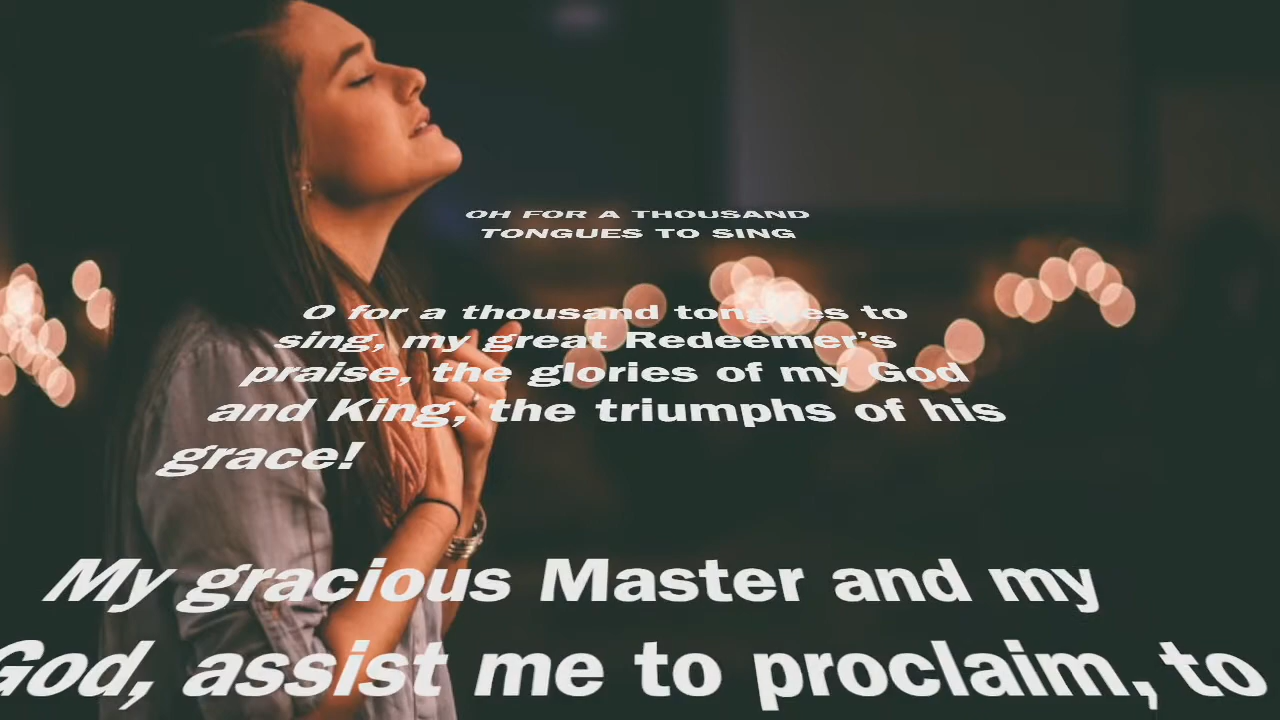 OH FOR A THOUSAND
TONGUES TO SING
O for a thousand tongues to
sing, my great Redeemer's
praise, the glories of my God
and King, the triumphs of his
grace!
My gracious Master and my
God, assist me to proclaim, to